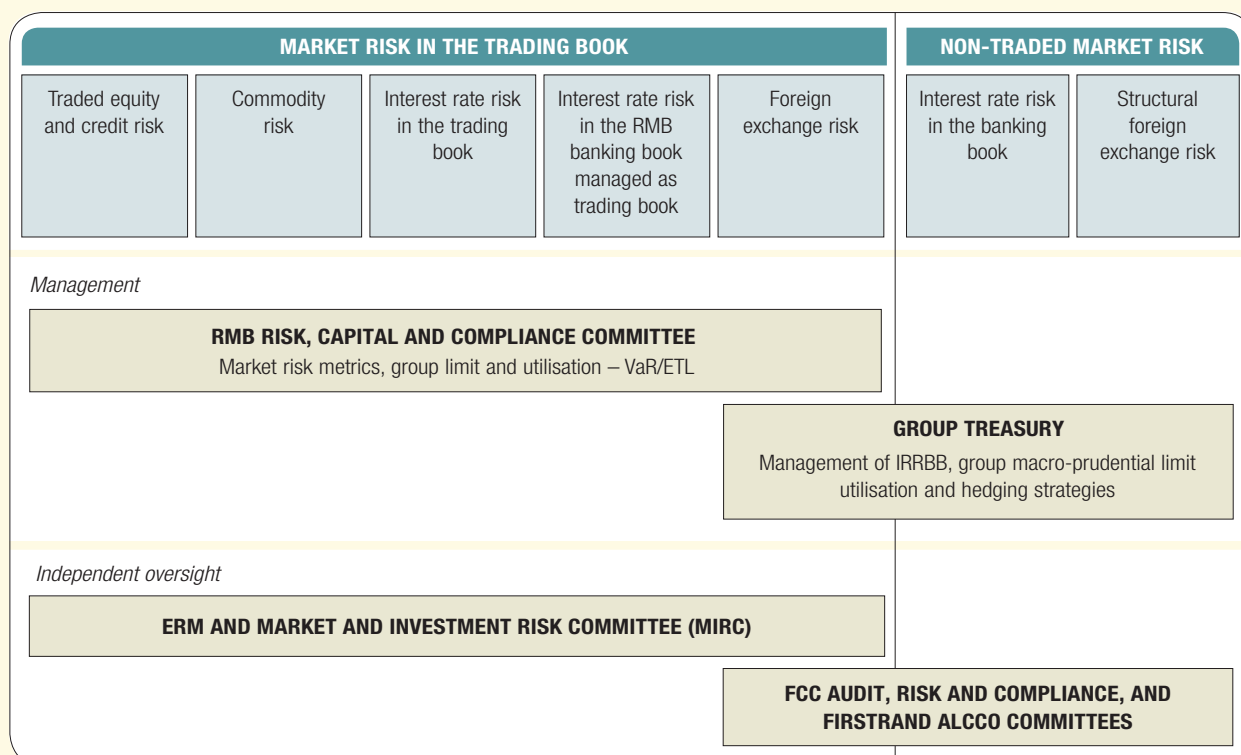 MARKET RISK IN THE TRADING BOOK
NON-TRADED MARKET RISK
Traded equity
and credit risk
Commodity
risk
Interest rate risk
in the trading
book
Interest rate risk
in the RMB
banking book
managed as
trading book
Foreign
exchange risk
Interest rate risk
in the banking
book
Structural
foreign
exchange risk
Management
RMB RISK, CAPITAL AND COMPLIANCE COMMITTEE
Market risk metrics, group limit and utilisation – VaR/ETL
GROUP TREASURY
Management of IRRBB, group macro-prudential limit
utilisation and hedging strategies
Independent oversight
ERM AND MARKET AND INVESTMENT RISK COMMITTEE (MIRC)
FCC AUDIT, RISK AND COMPLIANCE, AND
FIRSTRAND ALCCO COMMITTEES